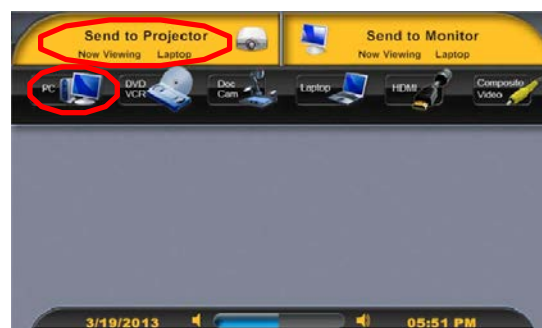 Send to Projector
Now Viewing Laptop
Send to Monitor
Now Viewing Laptop
PC
DVD
VCR
Doc
Cam
Laptop
HDMI
Composite
Video
3/19/2013
05:51 PM